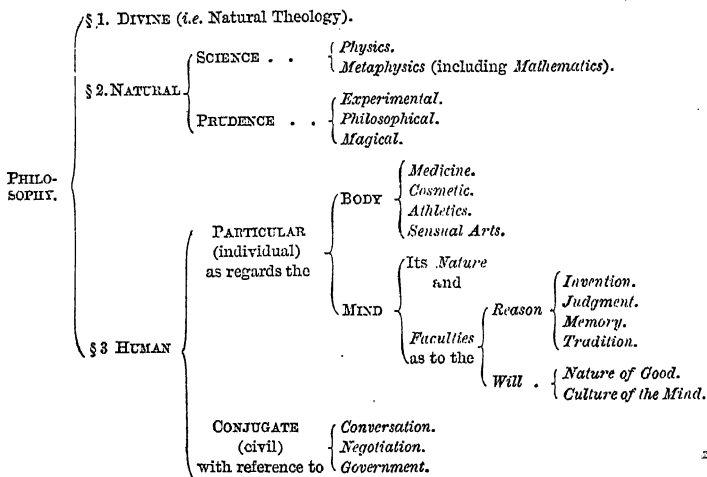 § 1. DIVINE (i.e. Natural Theology).
SCIENCE . . Physics.
Metaphysics (including Mathematics).
§ 2. NATURAL
PRUDENCE . . Experimental.
Philosophical.
Magical.
PHILO-
SOPHY.
BODY Medicine.
Cosmetic.
Athletics.
Sensual Arts.
PARTICULAR
(individual)
as regards the
MIND Its Nature
and
Faculties
as to the
Reason Invention.
Judgment.
Memory.
Tradition.
Will . Nature of Good.
Culture of the Mind.
§ 3 HUMAN
CONJUGATE
(civil)
with reference to
Conversation.
Negotiation.
Government.